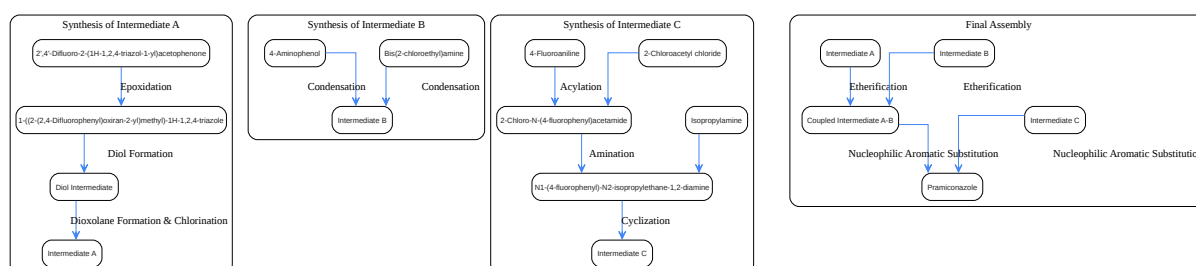 Synthesis of Intermediate A
2',4'-Difluoro-2-(1H-1,2,4-triazol-1-yl)acetophenone
Epoxidation
1-((2-(2,4-Difluorophenyl)oxiran-2-yl)methyl)-1H-1,2,4-triazole
Diol Formation
Diol Intermediate
Dioxolane Formation & Chlorination
Intermediate A
Synthesis of Intermediate B
4-Aminophenol
Bis(2-chloroethyl)amine
Condensation
Condensation
Intermediate B
Synthesis of Intermediate C
4-Fluoroaniline
2-Chloroacetyl chloride
Acylation
2-Chloro-N-(4-fluorophenyl)acetamide
Isopropylamine
Amination
N1-(4-fluorophenyl)-N2-isopropylethane-1,2-diamine
Cyclization
Intermediate C
Final Assembly
Intermediate A
Intermediate B
Etherification
Etherification
Coupled Intermediate A-B
Intermediate C
Nucleophilic Aromatic Substitution
Nucleophilic Aromatic Substitutio
Pramiconazole